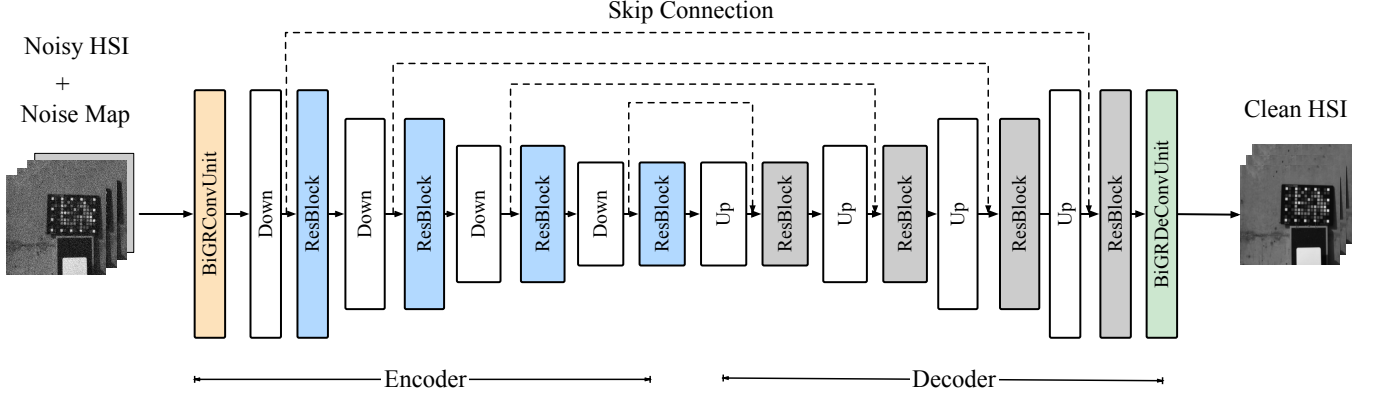 Skip Connection
Noisy HSI
+
Noise Map
Clean HSI
BiGRConvUnit
Down
ResBlock
Down
ResBlock
Down
ResBlock
Down
ResBlock
Up
ResBlock
Up
ResBlock
Up
ResBlock
Up
ResBlock
BiGRDeConvUnit
Encoder
Decoder